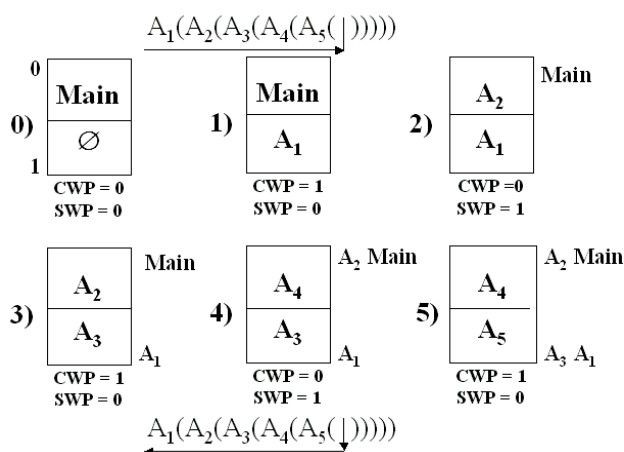 A₁(A₂(A₃(A₄(A₅( )))))
0
Main
0)
∅
1
CWP = 0
SWP = 0
1)
Main
A₁
CWP = 1
SWP = 0
2)
A₂
Main
A₁
CWP =0
SWP = 1
3)
A₂
Main
A₃
A₁
CWP = 1
SWP = 0
4)
A₄
A₂ Main
A₃
A₁
CWP = 0
SWP = 1
5)
A₄
A₂ Main
A₅
A₃ A₁
CWP = 1
SWP = 0
A₁(A₂(A₃(A₄(A₅( )))))